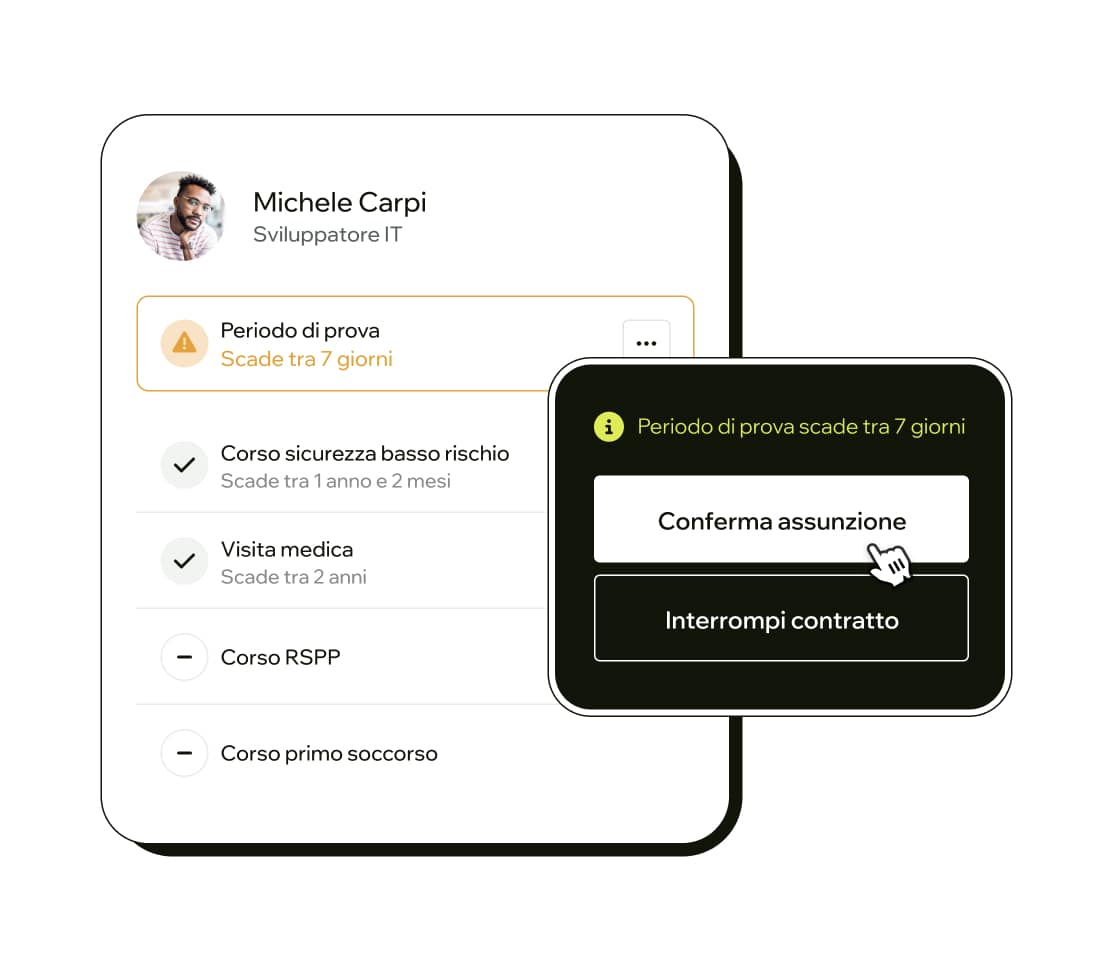 Michele Carpi
Sviluppatore IT
Periodo di prova
Scade tra 7 giorni
Periodo di prova scade tra 7 giorni
Conferma assunzione
Interrompi contratto
Corso sicurezza basso rischio
Scade tra 1 anno e 2 mesi
Visita medica
Scade tra 2 anni
Corso RSPP
Corso primo soccorso